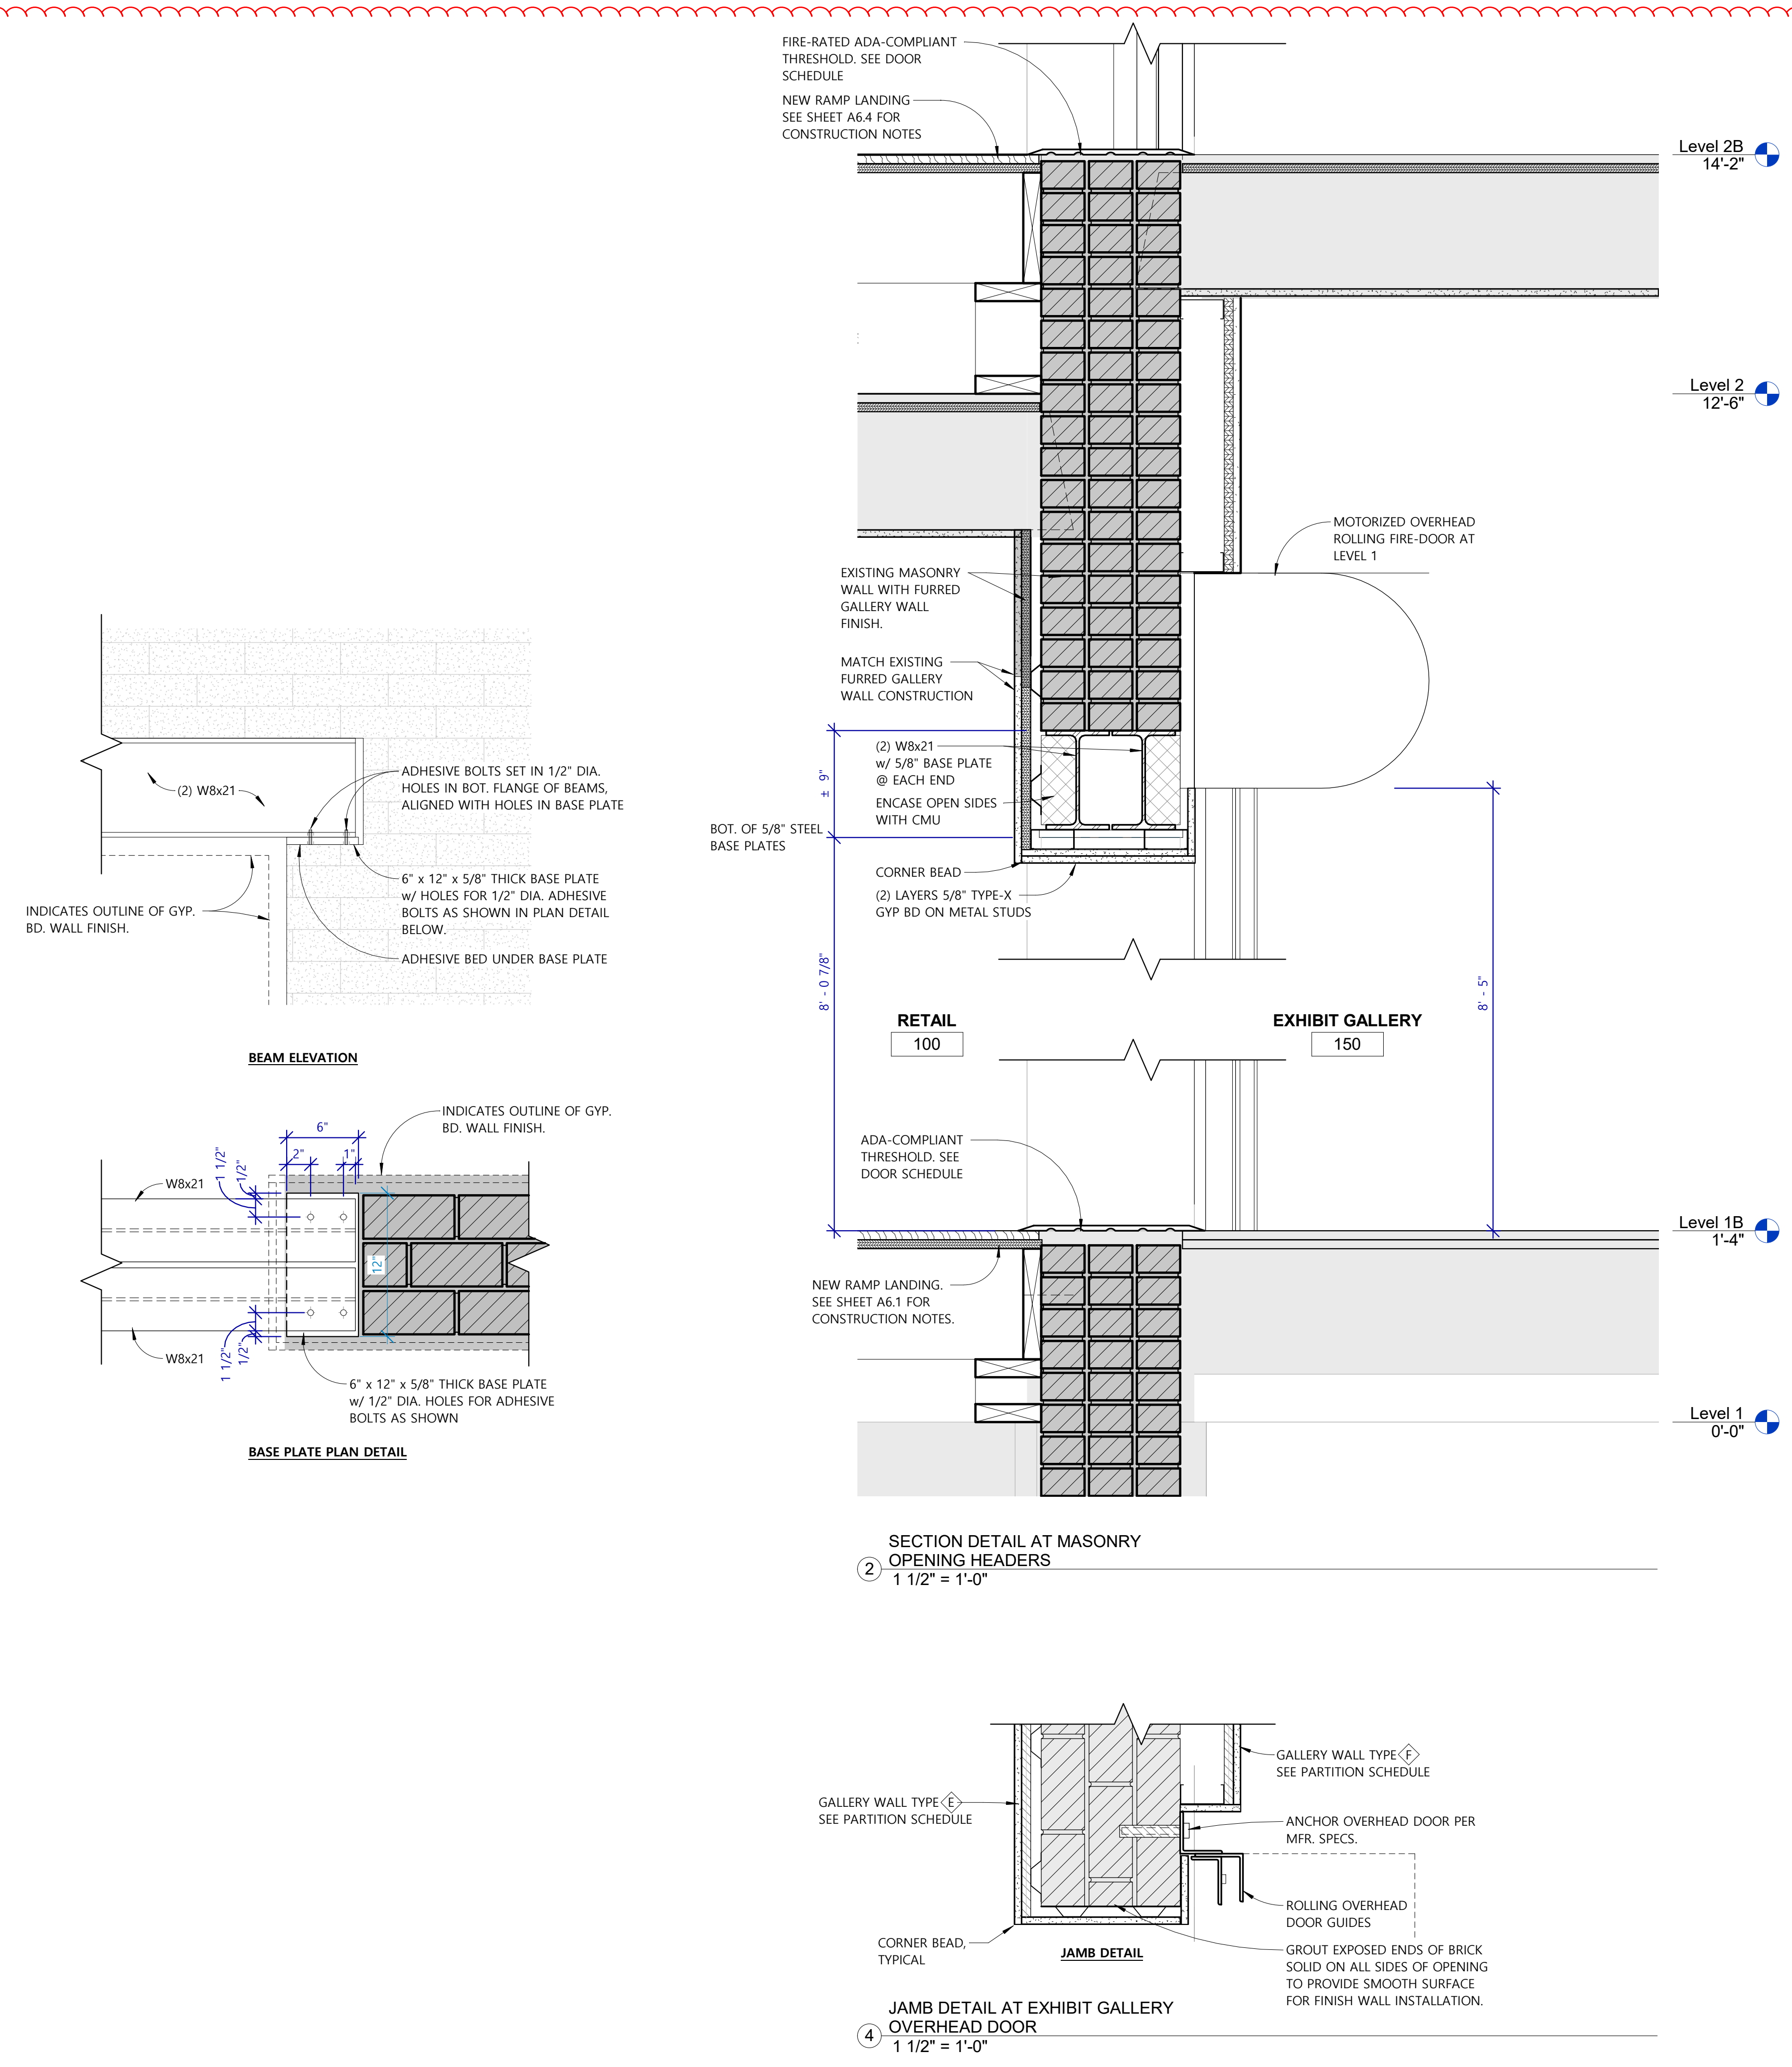 FIRE-RATED ADA-COMPLIANT
THRESHOLD. SEE DOOR
SCHEDULE
NEW RAMP LANDING
SEE SHEET A6.4 FOR
CONSTRUCTION NOTES
Level 2B
14'-2"
Level 2
12'-6"
MOTORIZED OVERHEAD
ROLLING FIRE-DOOR AT
LEVEL 1
EXISTING MASONRY
WALL WITH FURRED
GALLERY WALL
FINISH.
MATCH EXISTING
FURRED GALLERY
WALL CONSTRUCTION
(2) W8x21
w/ 5/8" BASE PLATE
@ EACH END
ENCASE OPEN SIDES
WITH CMU
± 9"
BOT. OF 5/8" STEEL
BASE PLATES
CORNER BEAD
(2) LAYERS 5/8" TYPE-X
GYP BD ON METAL STUDS
8' - 0 7/8"
8' - 5"
RETAIL
100
EXHIBIT GALLERY
150
ADA-COMPLIANT
THRESHOLD. SEE
DOOR SCHEDULE
NEW RAMP LANDING.
SEE SHEET A6.1 FOR
CONSTRUCTION NOTES.
Level 1B
1'-4"
Level 1
0'-0"
2
SECTION DETAIL AT MASONRY
OPENING HEADERS
1 1/2" = 1'-0"
(2) W8x21
ADHESIVE BOLTS SET IN 1/2" DIA.
HOLES IN BOT. FLANGE OF BEAMS,
ALIGNED WITH HOLES IN BASE PLATE
6" x 12" x 5/8" THICK BASE PLATE
w/ HOLES FOR 1/2" DIA. ADHESIVE
BOLTS AS SHOWN IN PLAN DETAIL
BELOW.
INDICATES OUTLINE OF GYP.
BD. WALL FINISH.
ADHESIVE BED UNDER BASE PLATE
BEAM ELEVATION
INDICATES OUTLINE OF GYP.
BD. WALL FINISH.
6"
2"
1"
1 1/2"
1/2"
W8x21
12"
1 1/2"
1/2"
W8x21
6" x 12" x 5/8" THICK BASE PLATE
w/ 1/2" DIA. HOLES FOR ADHESIVE
BOLTS AS SHOWN
BASE PLATE PLAN DETAIL
GALLERY WALL TYPE F
SEE PARTITION SCHEDULE
GALLERY WALL TYPE E
SEE PARTITION SCHEDULE
ANCHOR OVERHEAD DOOR PER
MFR. SPECS.
ROLLING OVERHEAD
DOOR GUIDES
CORNER BEAD,
TYPICAL
JAMB DETAIL
GROUT EXPOSED ENDS OF BRICK
SOLID ON ALL SIDES OF OPENING
TO PROVIDE SMOOTH SURFACE
FOR FINISH WALL INSTALLATION.
4
JAMB DETAIL AT EXHIBIT GALLERY
OVERHEAD DOOR
1 1/2" = 1'-0"